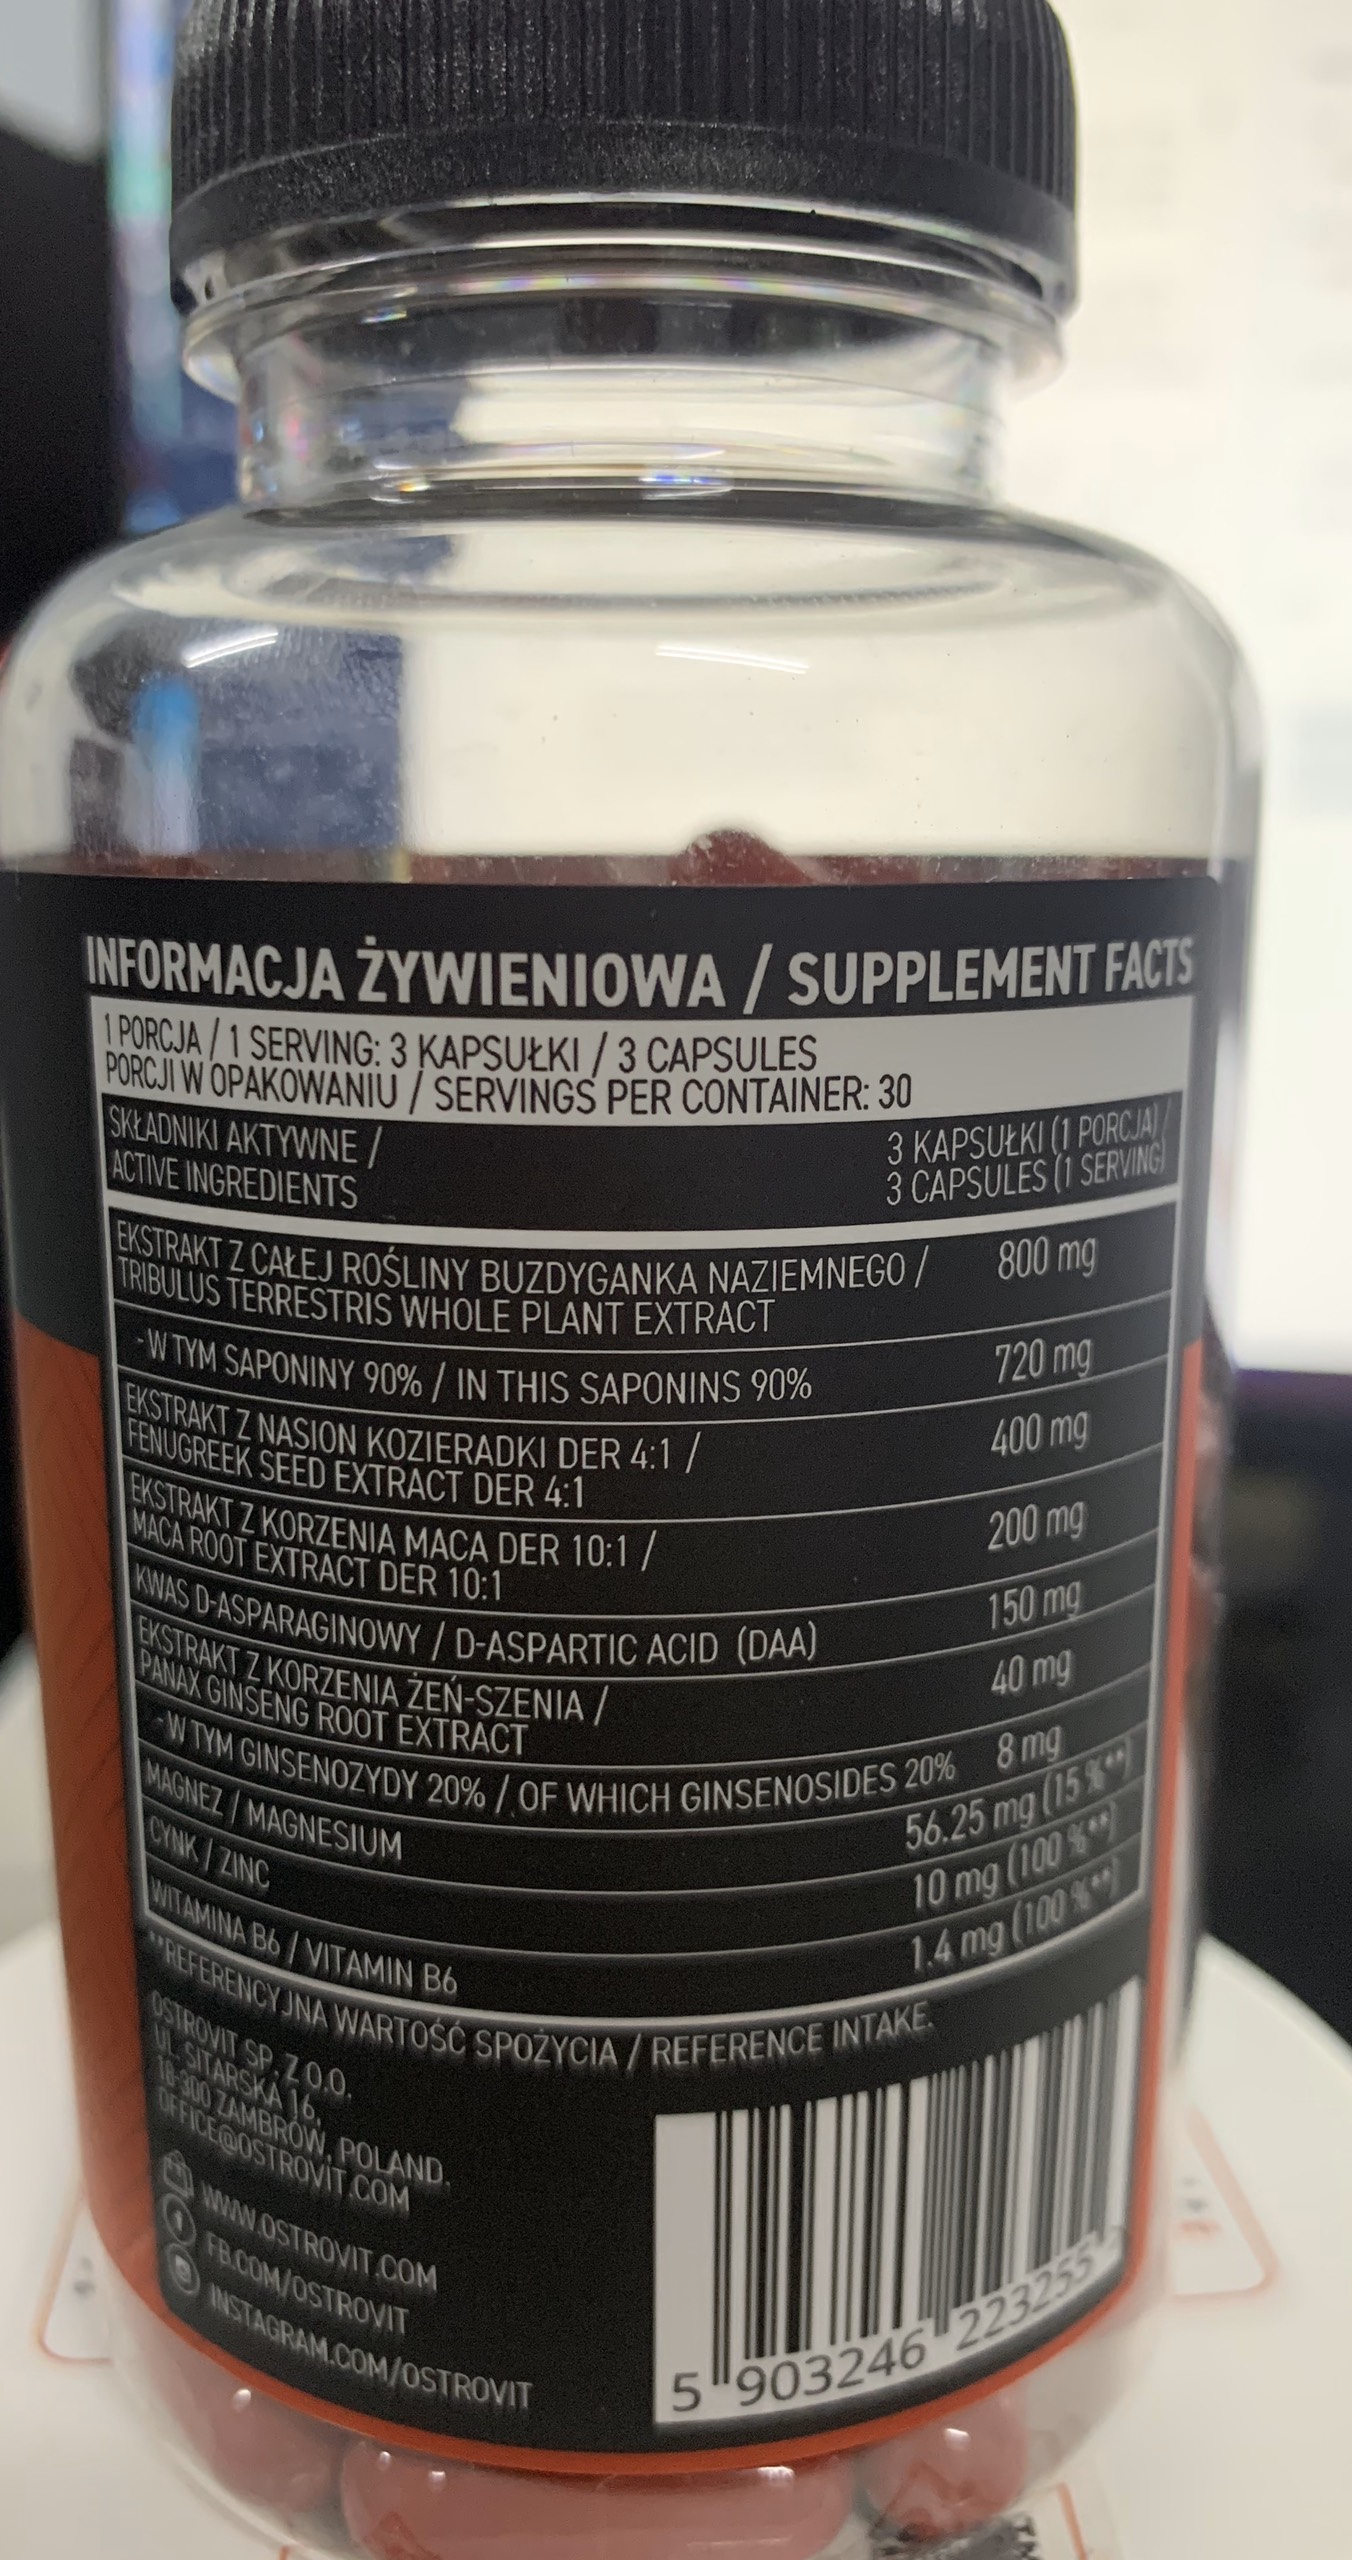 INFORMACJA ŻYWIENIOWA / SUPPLEMENT FACTS
1 PORCJA / 1 SERVING: 3 KAPSUŁKI / 3 CAPSULES
PORCJI W OPAKOWANIU / SERVINGS PER CONTAINER: 30
SKŁADNIKI AKTYWNE /
ACTIVE INGREDIENTS
3 KAPSUŁKI (1 PORCJA) /
3 CAPSULES (1 SERVING)
EKSTRAKT Z CAŁEJ ROŚLINY BUZDYGANKA NAZIEMNEGO /
TRIBULUS TERRESTRIS WHOLE PLANT EXTRACT
800 mg
- W TYM SAPONINY 90% / IN THIS SAPONINS 90%
720 mg
EKSTRAKT Z NASION KOZIERADKI DER 4:1 /
FENUGREEK SEED EXTRACT DER 4:1
400 mg
EKSTRAKT Z KORZENIA MACA DER 10:1 /
MACA ROOT EXTRACT DER 10:1
200 mg
KWAS D-ASPARAGINOWY / D-ASPARTIC ACID (DAA)
150 mg
EKSTRAKT Z KORZENIA ŻEŃ-SZENIA /
PANAX GINSENG ROOT EXTRACT
40 mg
- W TYM GINSENOZYDY 20% / OF WHICH GINSENOSIDES 20%
8 mg
MAGNEZ / MAGNESIUM
56.25 mg (15 %**)
CYNK / ZINC
10 mg (100 %**)
WITAMINA B6 / VITAMIN B6
1.4 mg (100 %**)
**REFERENCYJNA WARTOŚĆ SPOŻYCIA / REFERENCE INTAKE.
OSTROVIT SP. Z O.O.
UL. SITARSKA 16,
18-300 ZAMBRÓW, POLAND.
OFFICE@OSTROVIT.COM
WWW.OSTROVIT.COM
FB.COM/OSTROVIT
INSTAGRAM.COM/OSTROVIT
5 903246 223255